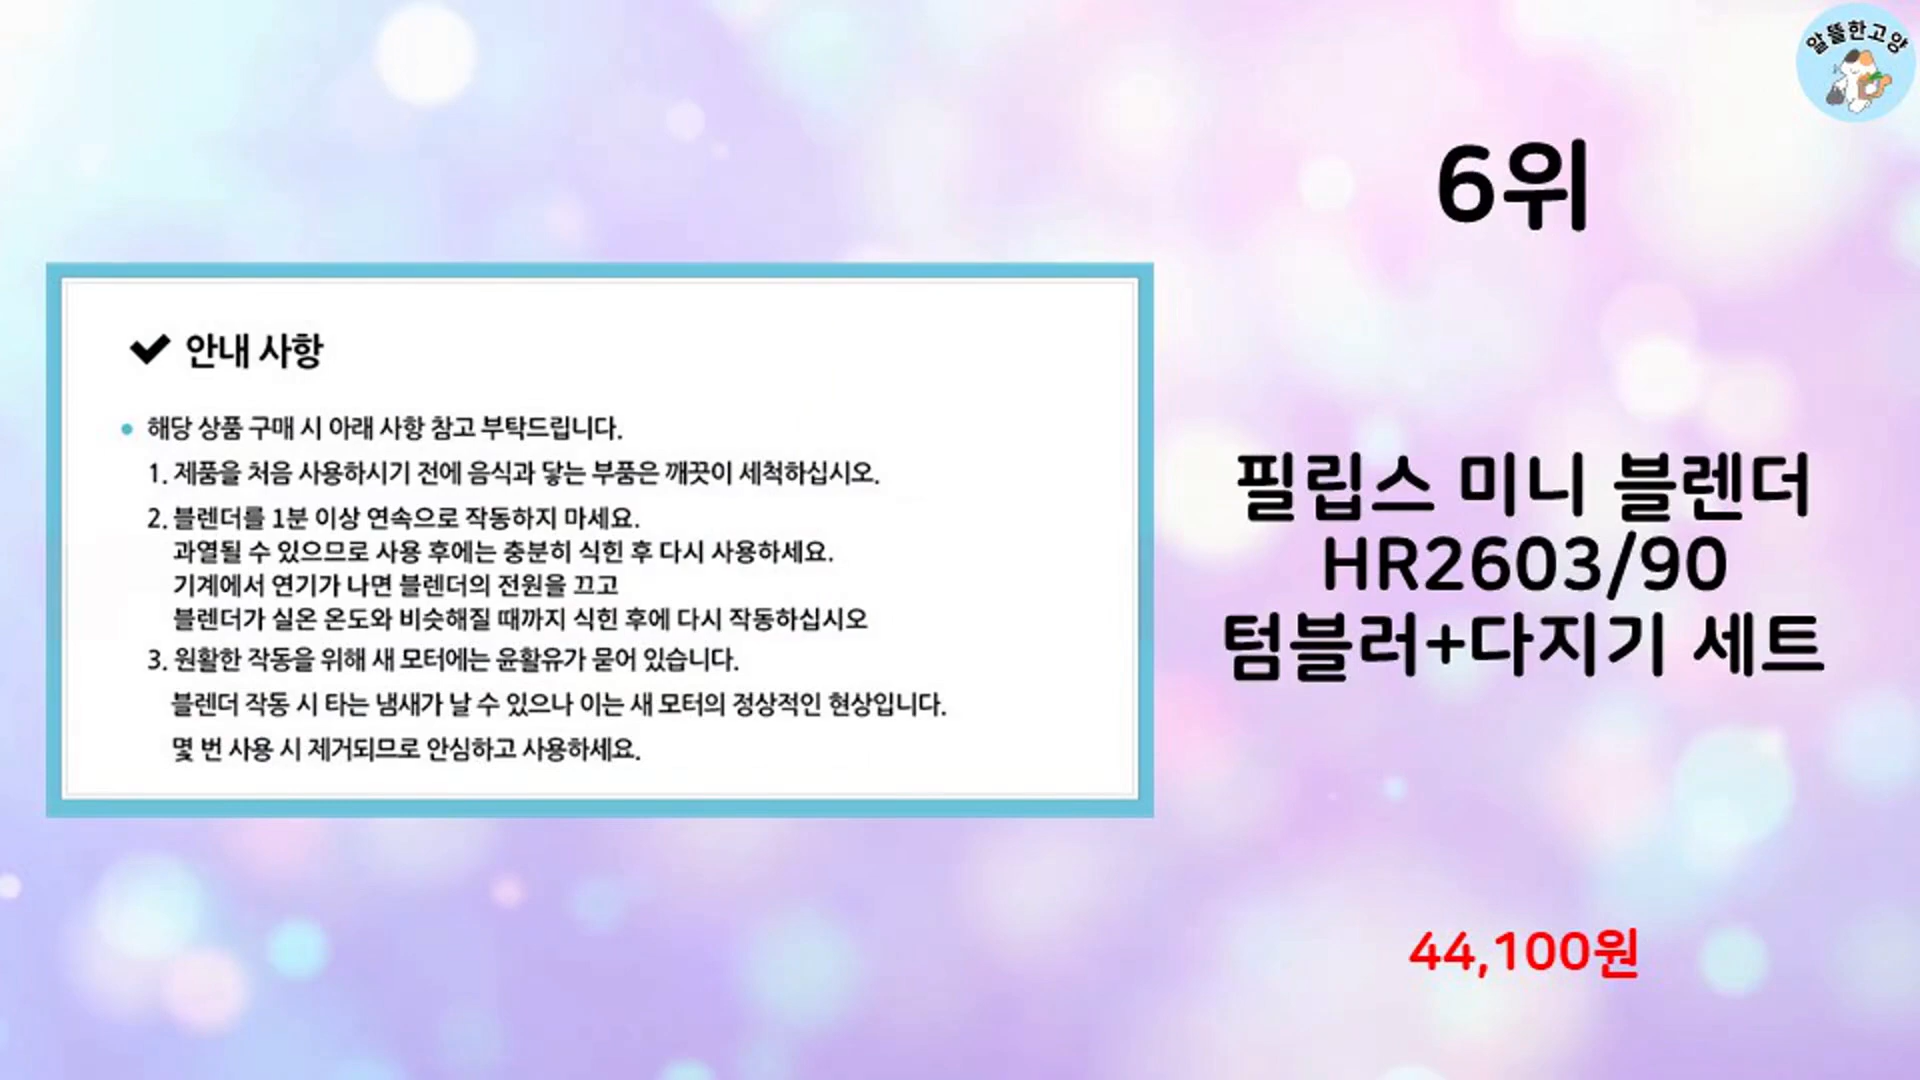 알뜰한고양
6위
✔ 안내 사항
• 해당 상품 구매 시 아래 사항 참고 부탁드립니다.
1. 제품을 처음 사용하시기 전에 음식과 닿는 부품은 깨끗이 세척하십시오.
2. 블렌더를 1분 이상 연속으로 작동하지 마세요.
과열될 수 있으므로 사용 후에는 충분히 식힌 후 다시 사용하세요.
기계에서 연기가 나면 블렌더의 전원을 끄고
블렌더가 실온 온도와 비슷해질 때까지 식힌 후에 다시 작동하십시오
3. 원활한 작동을 위해 새 모터에는 윤활유가 묻어 있습니다.
블렌더 작동 시 타는 냄새가 날 수 있으나 이는 새 모터의 정상적인 현상입니다.
몇 번 사용 시 제거되므로 안심하고 사용하세요.
필립스 미니 블렌더
HR2603/90
텀블러+다지기 세트
44,100원